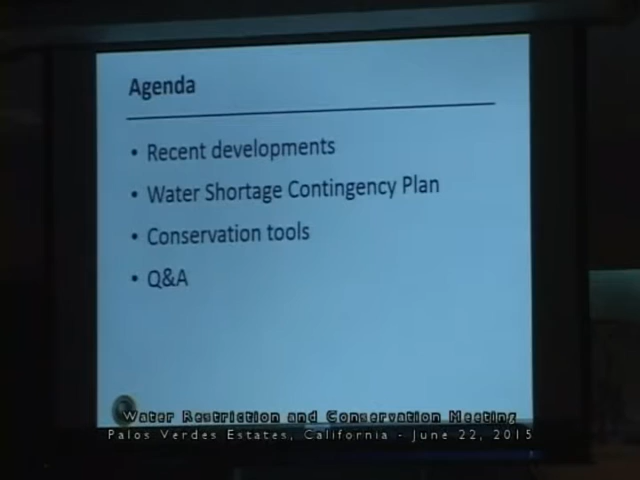 Agenda
• Recent developments
• Water Shortage Contingency Plan
• Conservation tools
• Q&A
Water Restriction and Conservation Meeting
Palos Verdes Estates, California - June 22, 2015